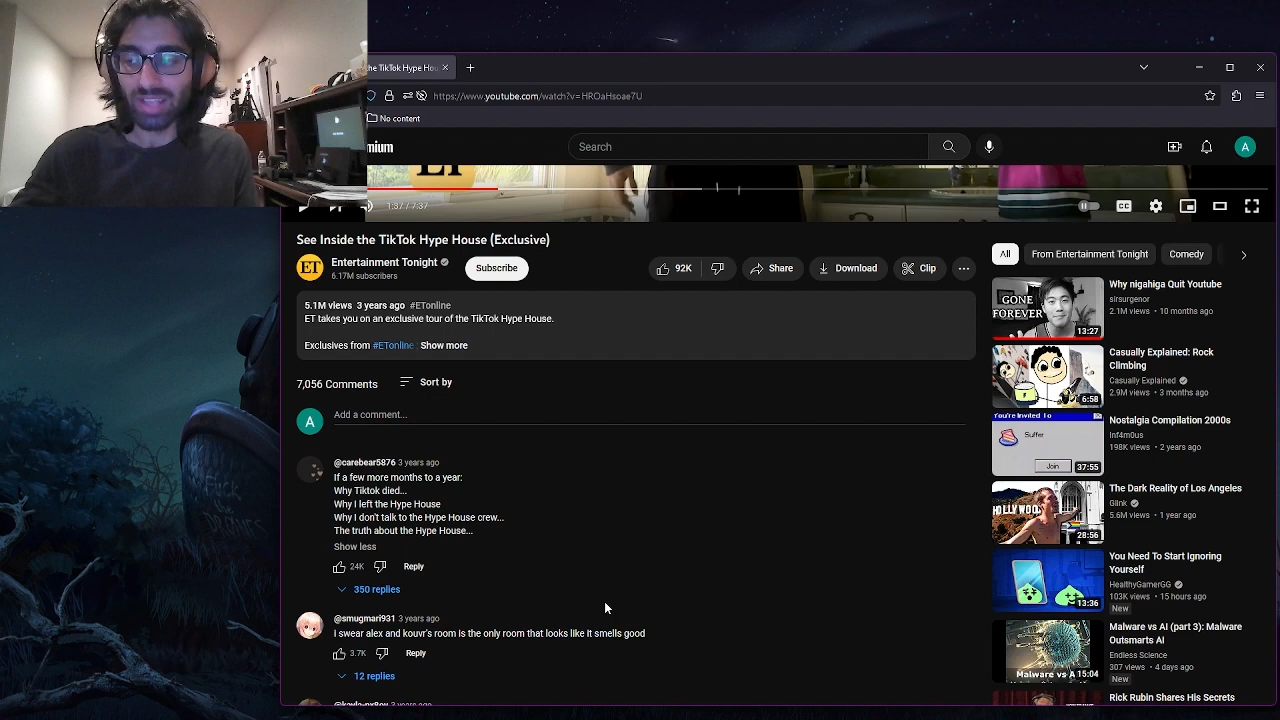 the TikTok Hype Hou
https://www.youtube.com/watch?v=HROaHsoae7U
No content
mium
Search
A
ET
1:37 / 7:37
CC
See Inside the TikTok Hype House (Exclusive)
ET
Entertainment Tonight
6.17M subscribers
Subscribe
92K
Share
Download
Clip
5.1M views 3 years ago #ETonline
ET takes you on an exclusive tour of the TikTok Hype House.
Exclusives from #ETonline : Show more
7,056 Comments
Sort by
A
Add a comment...
@carebear5876 3 years ago
If a few more months to a year:
Why Tiktok died...
Why I left the Hype House
Why I don't talk to the Hype House crew...
The truth about the Hype House...
Show less
24K
Reply
350 replies
@smugmari931 3 years ago
I swear alex and kouvr's room is the only room that looks like it smells good
3.7K
Reply
12 replies
All
From Entertainment Tonight
Comedy
GONE
FOREVER
13:27
Why nigahiga Quit Youtube
sirsurgenor
2.1M views • 10 months ago
6:58
Casually Explained: Rock
Climbing
Casually Explained
2.9M views • 3 months ago
You're Invited To
Suffer
Join
37:55
Nostalgia Compilation 2000s
Inf4m0us
198K views • 2 years ago
HOLLYWOO
28:56
The Dark Reality of Los Angeles
Glink
5.6M views • 1 year ago
13:36
You Need To Start Ignoring
Yourself
HealthyGamerGG
103K views • 15 hours ago
New
Malware vs A
15:04
Malware vs AI (part 3): Malware
Outsmarts AI
Endless Science
307 views • 4 days ago
New
Rick Rubin Shares His Secrets
Fuck
the
DREAMS